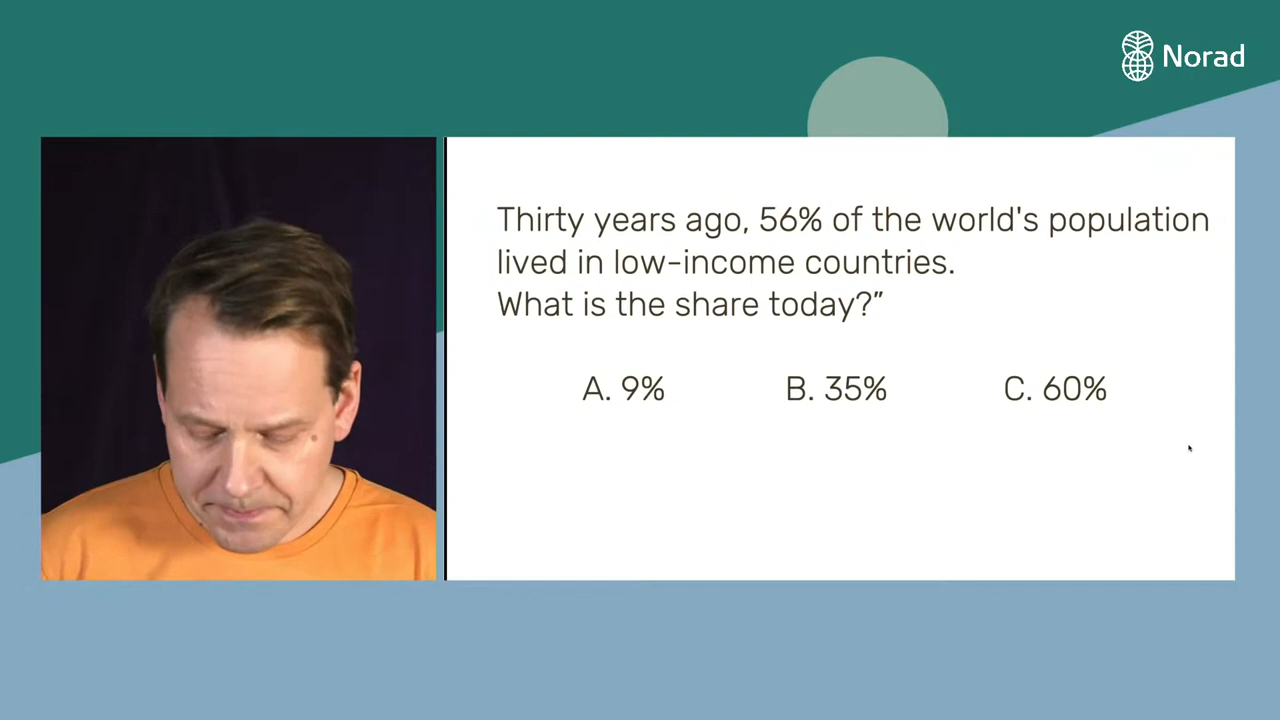 Norad
Thirty years ago, 56% of the world's population
lived in low-income countries.
What is the share today?”
A. 9% B. 35% C. 60%